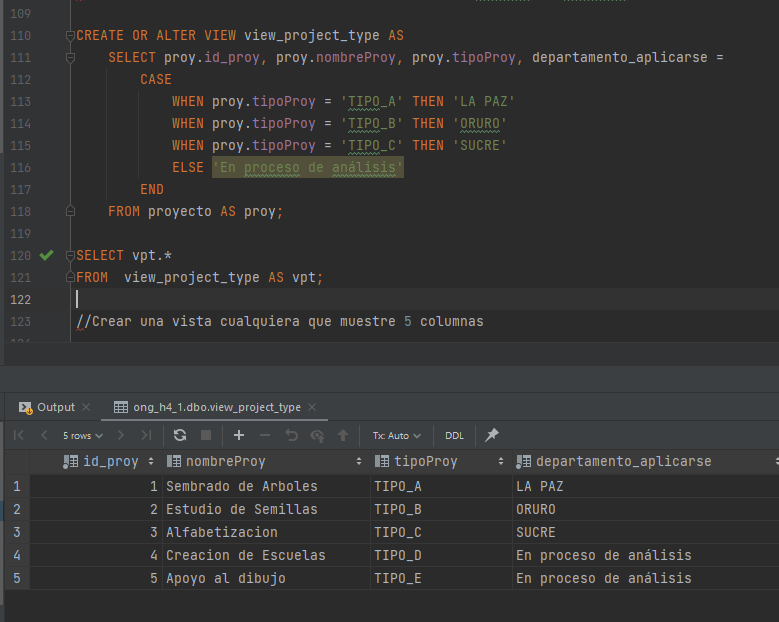 109
110 CREATE OR ALTER VIEW view_project_type AS
111 SELECT proy.id_proy, proy.nombreProy, proy.tipoProy, departamento_aplicarse =
112 CASE
113 WHEN proy.tipoProy = 'TIPO_A' THEN 'LA PAZ'
114 WHEN proy.tipoProy = 'TIPO_B' THEN 'ORURO'
115 WHEN proy.tipoProy = 'TIPO_C' THEN 'SUCRE'
116 ELSE 'En proceso de análisis'
117 END
118 FROM proyecto AS proy;
119
120 SELECT vpt.*
121 FROM view_project_type AS vpt;
122
123 //Crear una vista cualquiera que muestre 5 columnas
Output ong_h4_1.dbo.view_project_type
5 rows Tx: Auto DDL
id_proy nombreProy tipoProy departamento_aplicarse
1 1 Sembrado de Arboles TIPO_A LA PAZ
2 2 Estudio de Semillas TIPO_B ORURO
3 3 Alfabetizacion TIPO_C SUCRE
4 4 Creacion de Escuelas TIPO_D En proceso de análisis
5 5 Apoyo al dibujo TIPO_E En proceso de análisis